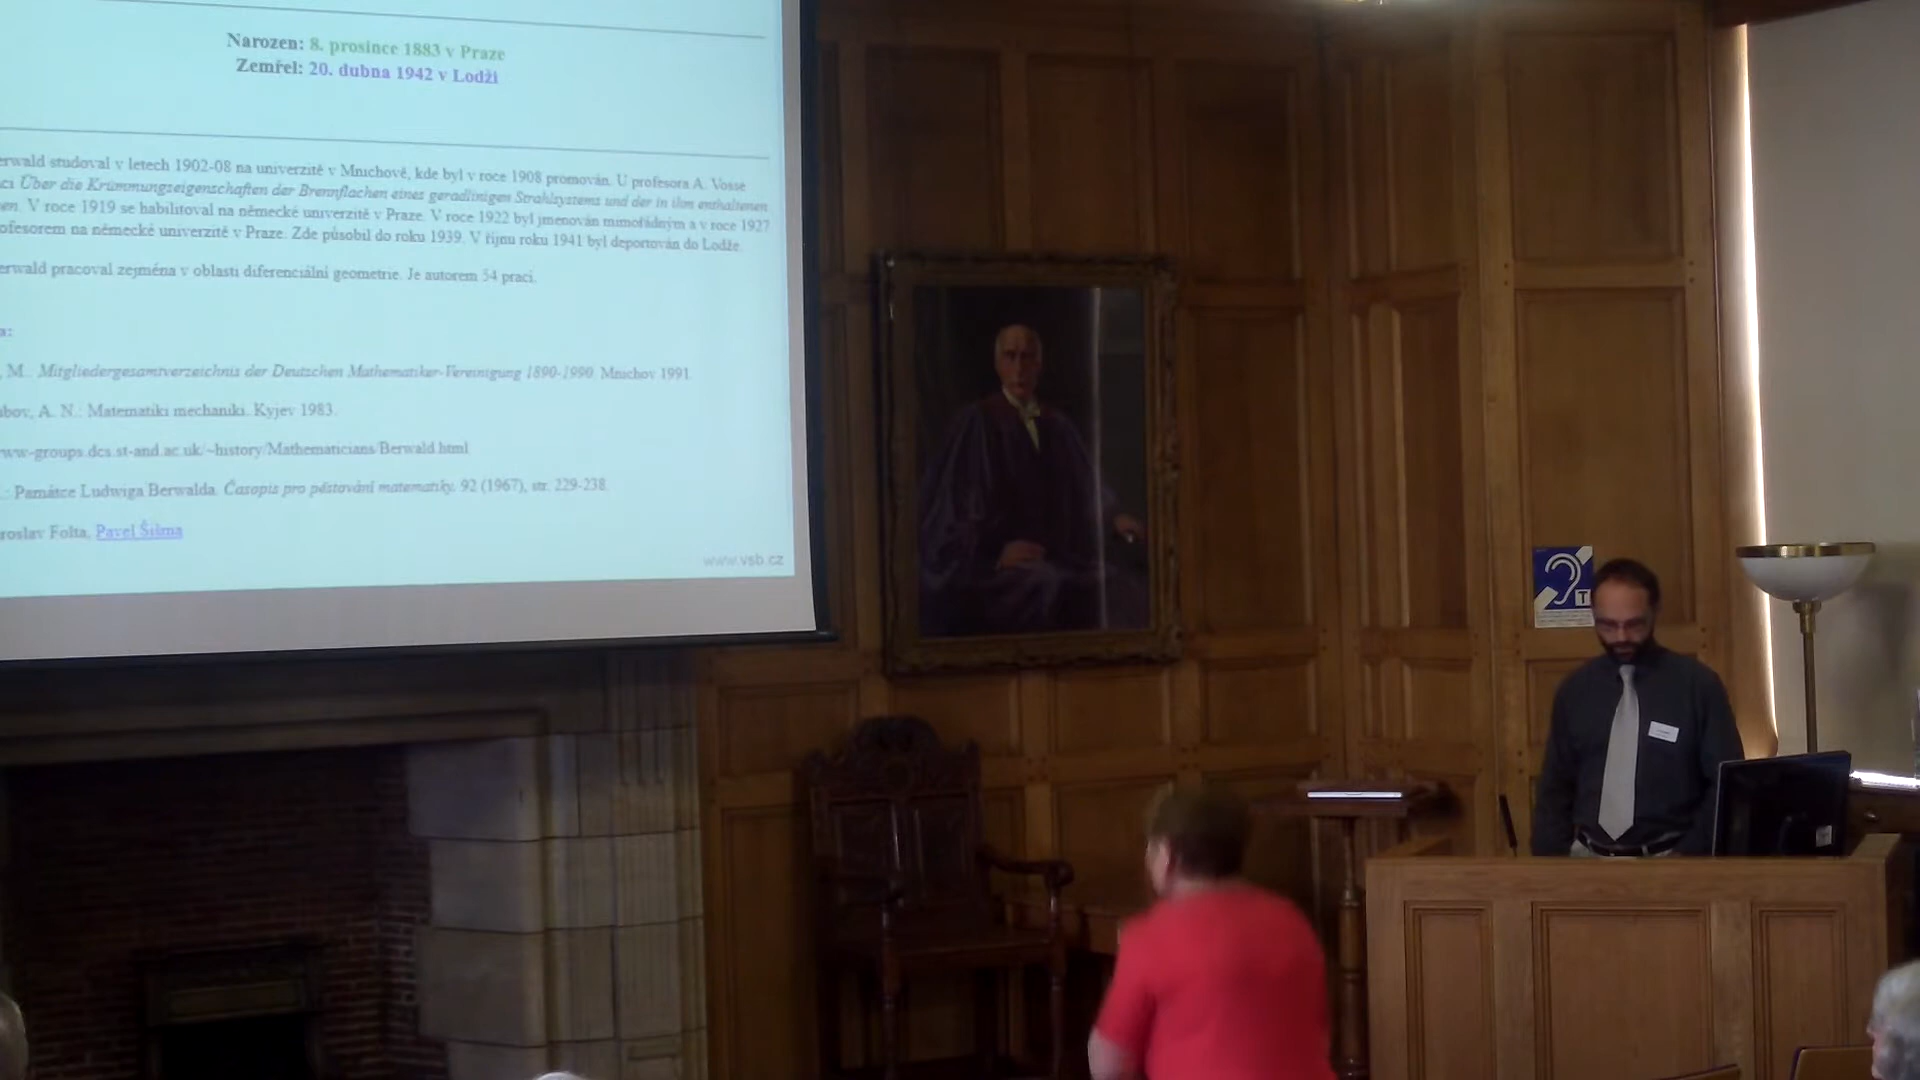 Narozen: 8. prosince 1883 v Praze
Zemřel: 20. dubna 1942 v Lodži
erwald studoval v letech 1902-08 na univerzitě v Mnichově, kde byl v roce 1908 promován. U profesora A. Vosse
ci Über die Krümmungseigenschaften der Brennflächen eines geradlinigen Strahlsystems und der in ihm enthaltenen
en. V roce 1919 se habilitoval na německé univerzitě v Praze. V roce 1922 byl jmenován mimořádným a v roce 1927
ofesorem na německé univerzitě v Praze. Zde působil do roku 1939. V říjnu roku 1941 byl deportován do Lodže.
erwald pracoval zejména v oblasti diferenciální geometrie. Je autorem 54 prací.
a:
, M.: Mitgliedergesamtverzeichnis der Deutschen Mathematiker-Vereinigung 1890-1990. Mnichov 1991.
ubov, A. N.: Matematiki mechaniki. Kyjev 1983.
www-groups.dcs.st-and.ac.uk/~history/Mathematicians/Berwald.html
.: Památce Ludwiga Berwalda. Časopis pro pěstování matematiky. 92 (1967), str. 229-238.
roslav Folta, Pavel Šišma
www.vsb.cz
T